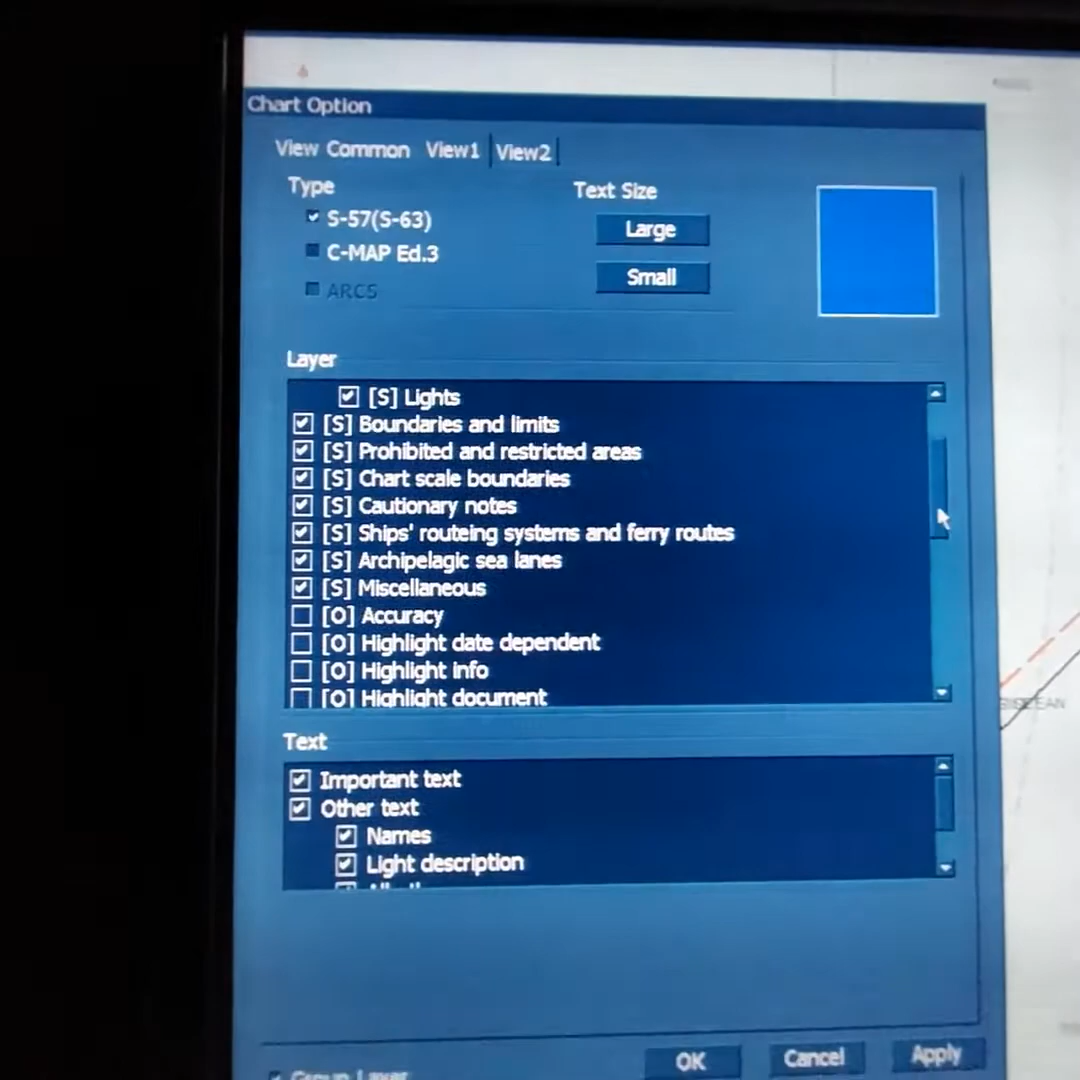 Chart Option
View Common View1 View2
Type
Text Size
S-57(S-63)
Large
C-MAP Ed.3
Small
ARCS
Layer
[S] Lights
[S] Boundaries and limits
[S] Prohibited and restricted areas
[S] Chart scale boundaries
[S] Cautionary notes
[S] Ships' routeing systems and ferry routes
[S] Archipelagic sea lanes
[S] Miscellaneous
[O] Accuracy
[O] Highlight date dependent
[O] Highlight info
[O] Highlight document
Text
Important text
Other text
Names
Light description
OK Cancel Apply
Group Layer